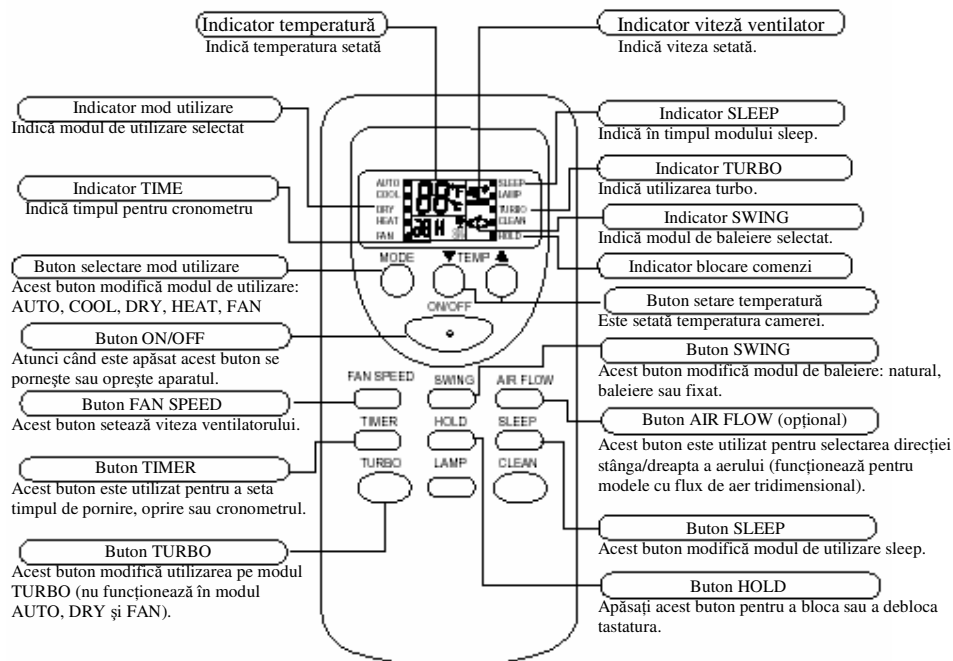 Indicator temperatură
Indică temperatura setată
Indicator viteză ventilator
Indică viteza setată.
Indicator mod utilizare
Indică modul de utilizare selectat
Indicator TIME
Indică timpul pentru cronometru
Buton selectare mod utilizare
Acest buton modifică modul de utilizare:
AUTO, COOL, DRY, HEAT, FAN
Buton ON/OFF
Atunci când este apăsat acest buton se
pornește sau oprește aparatul.
Buton FAN SPEED
Acest buton setează viteza ventilatorului.
Buton TIMER
Acest buton este utilizat pentru a seta
timpul de pornire, oprire sau cronometrul.
Buton TURBO
Acest buton modifică utilizarea pe modul
TURBO (nu funcționează în modul
AUTO, DRY și FAN).
AUTO
COOL
DRY
HEAT
FAN
88 °F
°C
H
SLEEP
LAMP
TURBO
CLEAN
HOLD
MODE
▼ TEMP ▲
ON/OFF
FAN SPEED SWING AIR FLOW
TIMER HOLD SLEEP
TURBO LAMP CLEAN
Indicator SLEEP
Indică în timpul modului sleep.
Indicator TURBO
Indică utilizarea turbo.
Indicator SWING
Indică modul de baleiere selectat.
Indicator blocare comenzi
Buton setare temperatură
Este setată temperatura camerei.
Buton SWING
Acest buton modifică modul de baleiere: natural,
baleiere sau fixat.
Buton AIR FLOW (opțional)
Acest buton este utilizat pentru selectarea direcției
stânga/dreapta a aerului (funcționează pentru
modele cu flux de aer tridimensional).
Buton SLEEP
Acest buton modifică modul de utilizare sleep.
Buton HOLD
Apăsați acest buton pentru a bloca sau a debloca
tastatura.